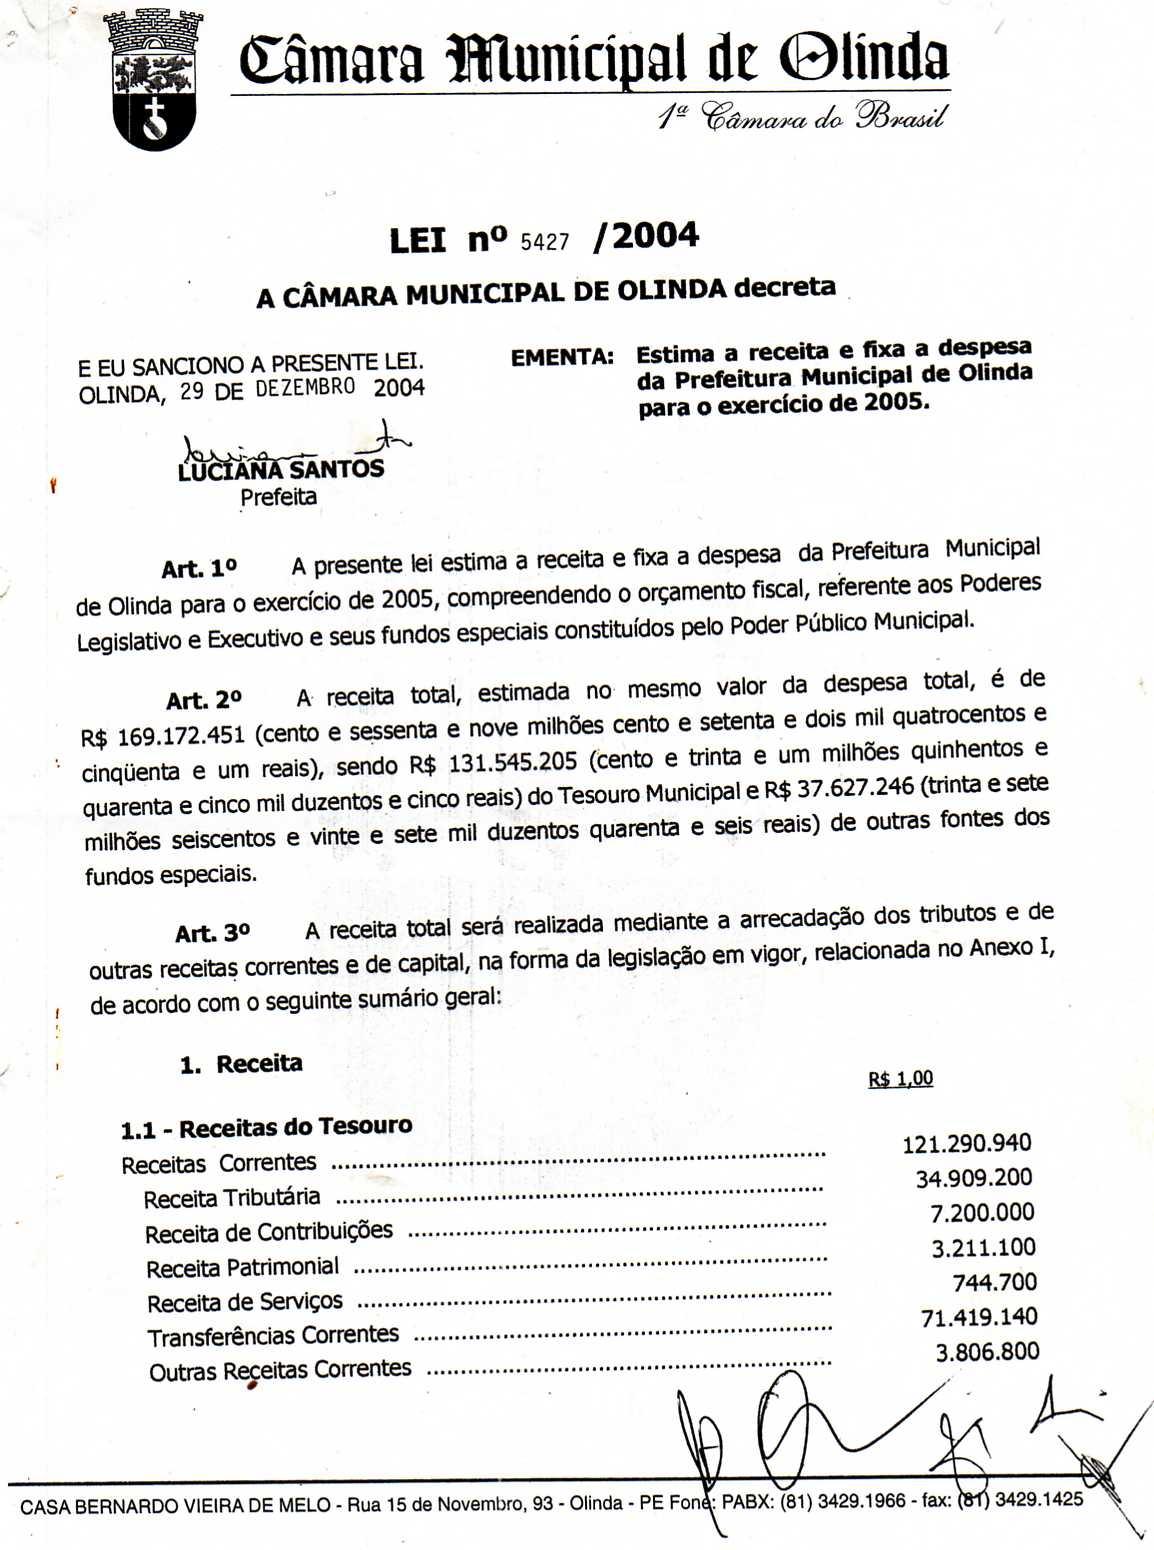 Câmara Municipal de Olinda
1ª Câmara do Brasil
LEI nº 5427 /2004
A CÂMARA MUNICIPAL DE OLINDA decreta
E EU SANCIONO A PRESENTE LEI.
OLINDA, 29 DE DEZEMBRO 2004
LUCIANA SANTOS
Prefeita
EMENTA: Estima a receita e fixa a despesa
da Prefeitura Municipal de Olinda
para o exercício de 2005.
Art. 1º A presente lei estima a receita e fixa a despesa da Prefeitura Municipal
de Olinda para o exercício de 2005, compreendendo o orçamento fiscal, referente aos Poderes
Legislativo e Executivo e seus fundos especiais constituídos pelo Poder Público Municipal.
Art. 2º A receita total, estimada no mesmo valor da despesa total, é de
R$ 169.172.451 (cento e sessenta e nove milhões cento e setenta e dois mil quatrocentos e
cinqüenta e um reais), sendo R$ 131.545.205 (cento e trinta e um milhões quinhentos e
quarenta e cinco mil duzentos e cinco reais) do Tesouro Municipal e R$ 37.627.246 (trinta e sete
milhões seiscentos e vinte e sete mil duzentos quarenta e seis reais) de outras fontes dos
fundos especiais.
Art. 3º A receita total será realizada mediante a arrecadação dos tributos e de
outras receitas correntes e de capital, na forma da legislação em vigor, relacionada no Anexo I,
de acordo com o seguinte sumário geral:
1. Receita
R$ 1,00
1.1 - Receitas do Tesouro
Receitas Correntes ........ 121.290.940
Receita Tributária ........ 34.909.200
Receita de Contribuições ........ 7.200.000
Receita Patrimonial ........ 3.211.100
Receita de Serviços ........ 744.700
Transferências Correntes ........ 71.419.140
Outras Receitas Correntes ........ 3.806.800
CASA BERNARDO VIEIRA DE MELO - Rua 15 de Novembro, 93 - Olinda - PE Fone: PABX: (81) 3429.1966 - fax: (81) 3429.1425